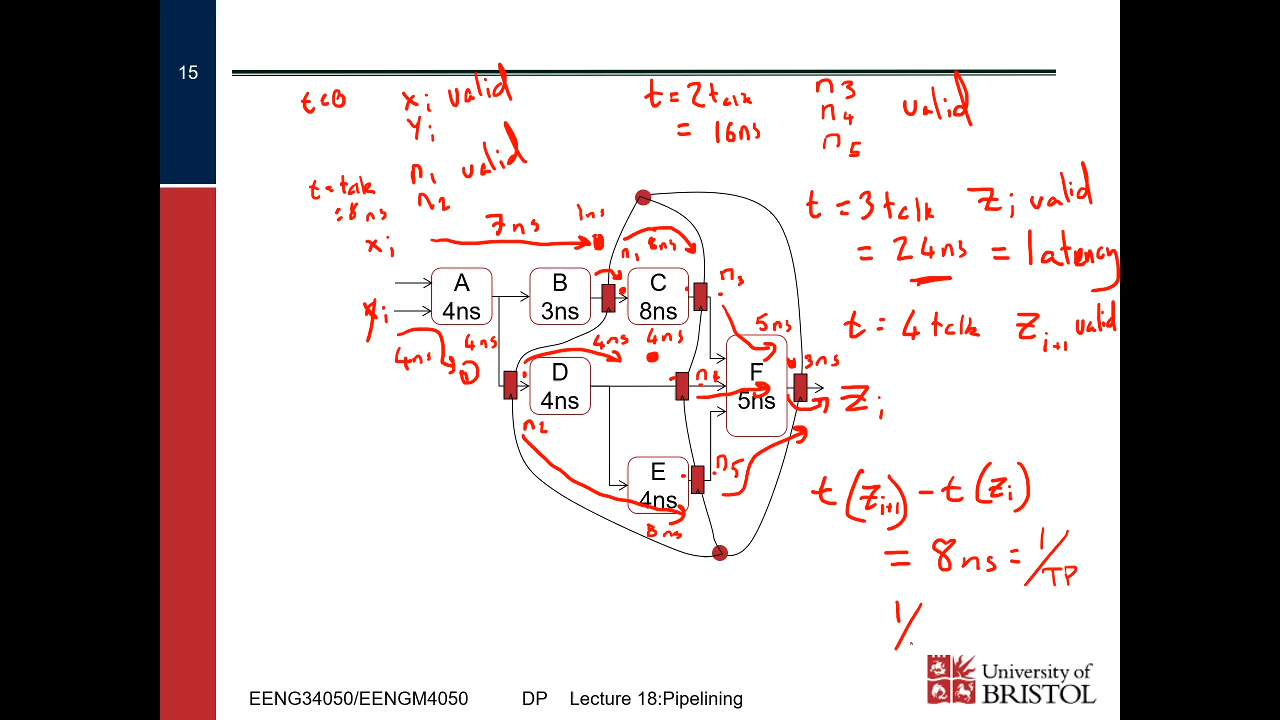 15
t=0 xi valid
yi
t=2tclk n3
= 16ns n4 valid
n5
t=tclk n1 valid
=8ns n2
t=3tclk Zi valid
= 24ns = latency
t=4tclk Zi+1 valid
xi 7ns 1ns
n1 8ns
A
4ns
B
3ns
C
8ns
n3
yi
4ns
4ns
4ns
4ns
5ns
3ns
D
4ns
n4
F
5ns
Zi
n2
E
4ns
8ns
n5
t(Zi+1) - t(Zi)
= 8ns = 1/TP
1/
University of
BRISTOL
EENG34050/EENGM4050 DP Lecture 18:Pipelining